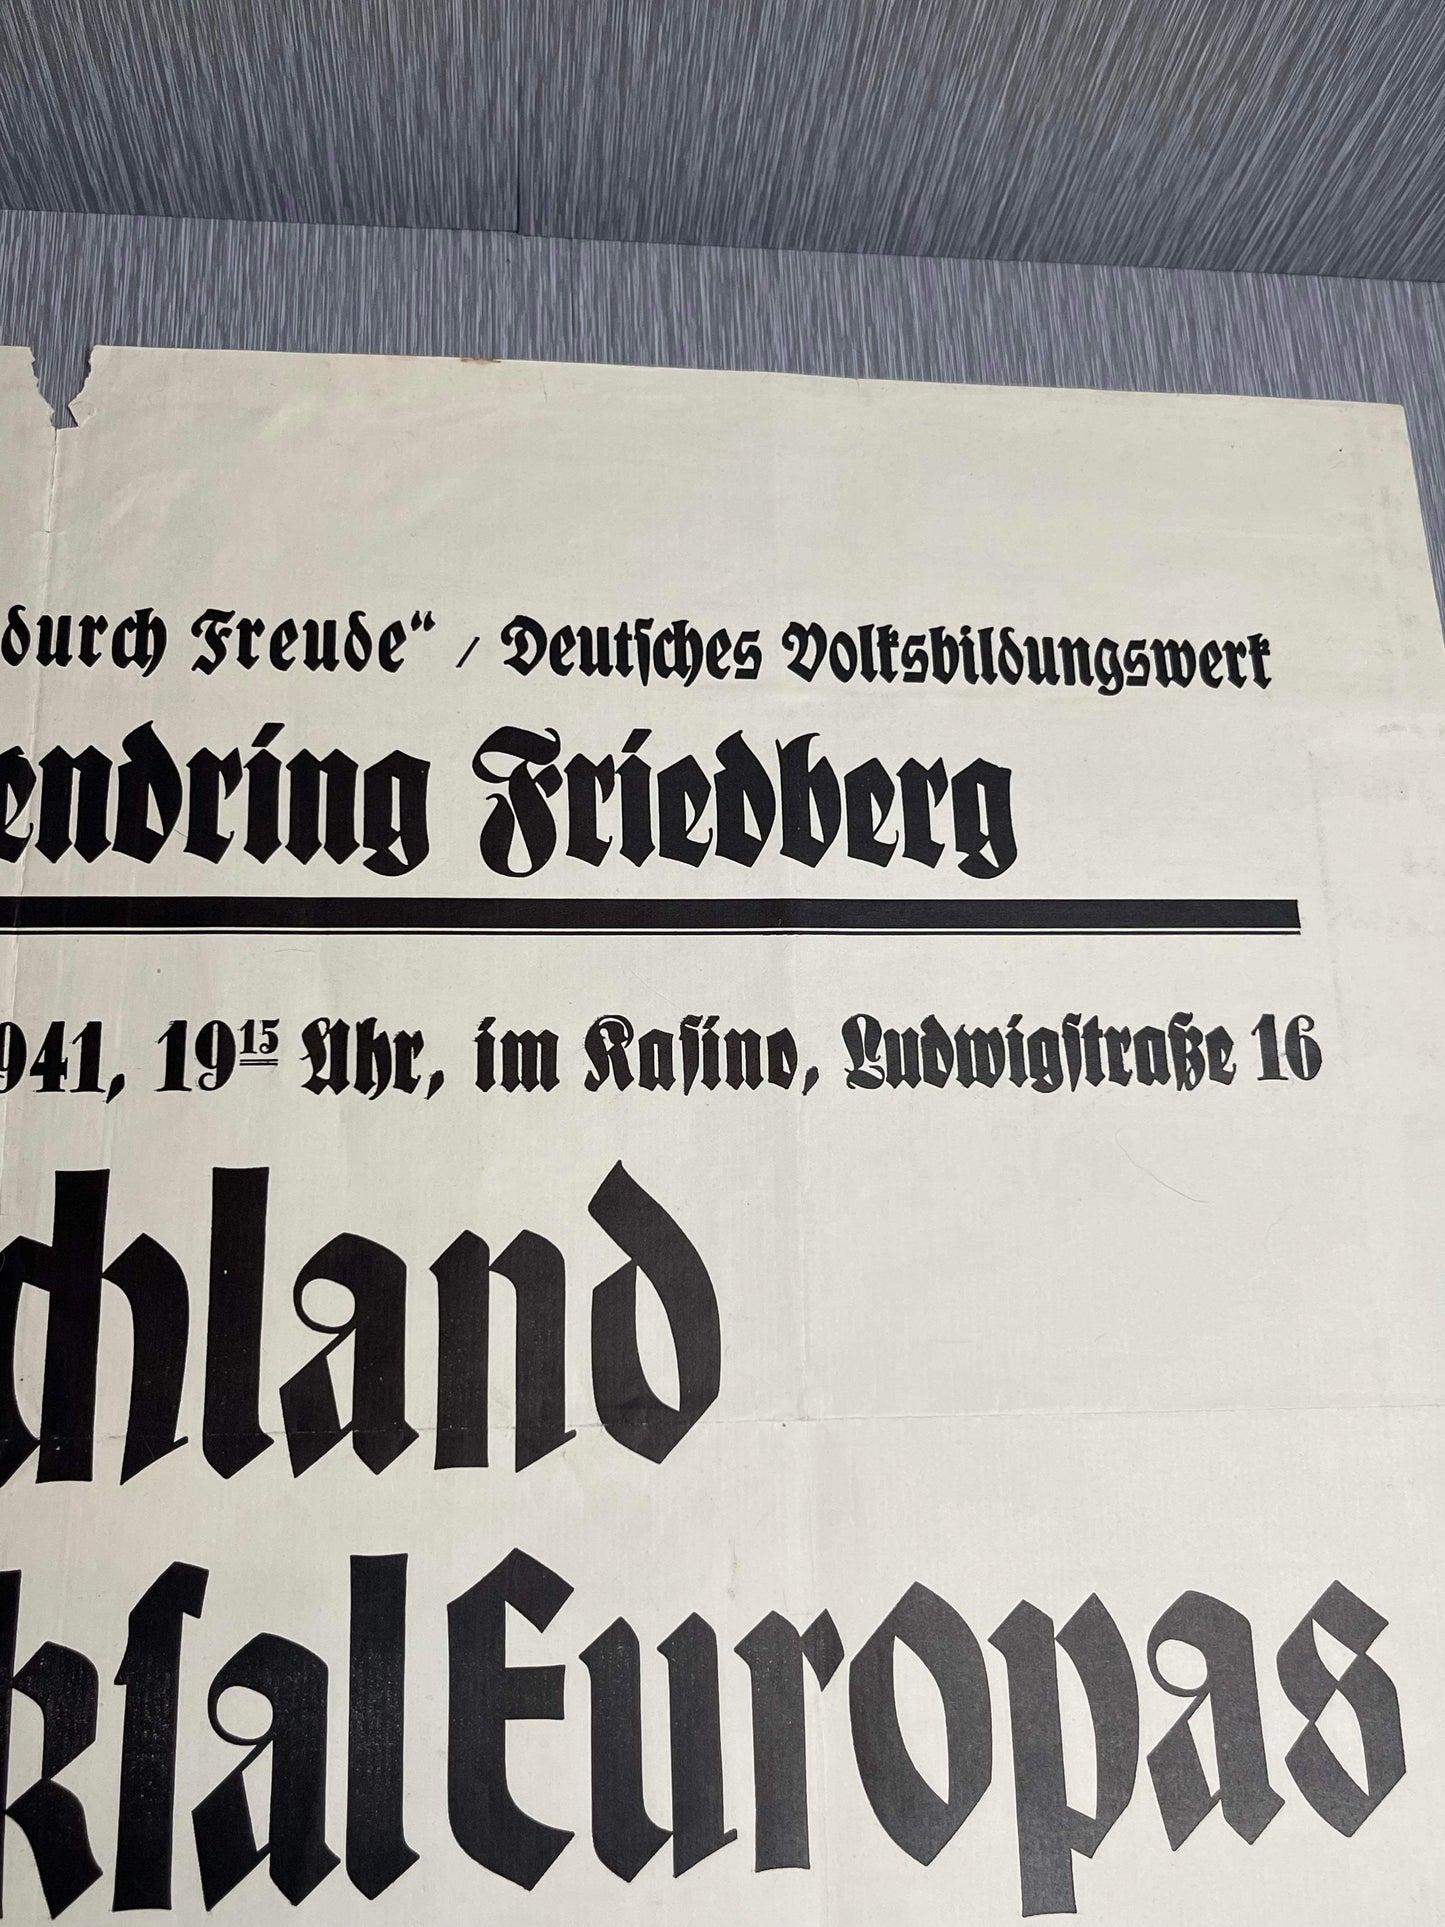 durch Freude“ / Deutſches Volksbildungswerk
endring Friedberg
941, 19¹⁵ Uhr, im Kaſino, Ludwigſtraße 16
chland
kſal Europas